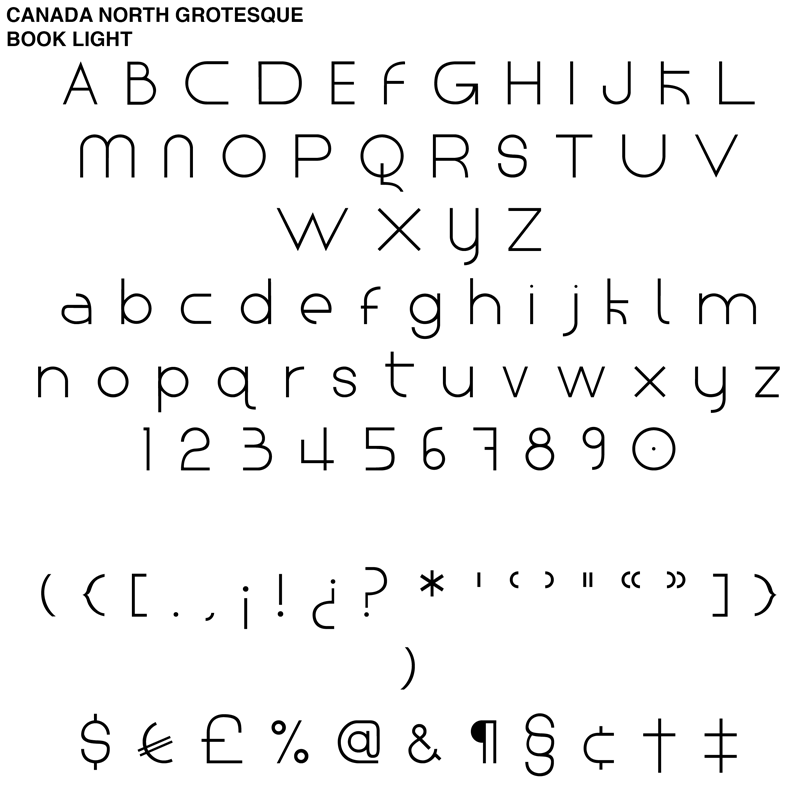 CANADA NORTH GROTESQUE
BOOK LIGHT
A B C D E F G H I J K L
M N O P Q R S T U V
W X Y Z
a b c d e f g h i j k l m
n o p q r s t u v w x y z
1 2 3 4 5 6 7 8 9 0
( { [ . , ¡ ! ¿ ? * ' ‘ ’ " “ ” ] }
)
$ € £ % @ & ¶ § ¢ † ‡